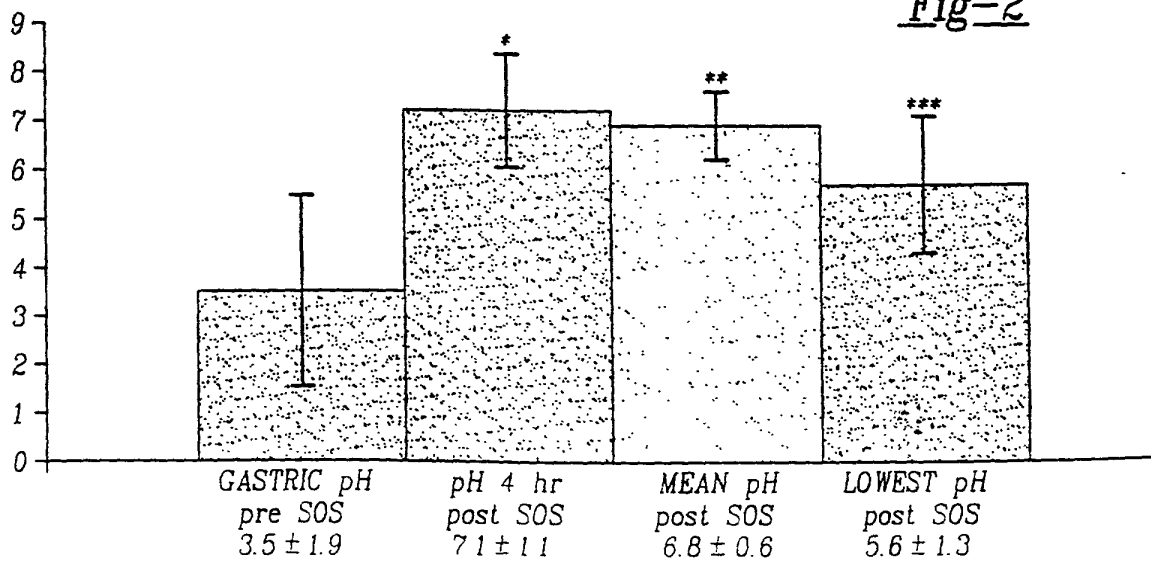 Fig-2
9
8
7
6
5
4
3
2
1
0
*
**
***
GASTRIC pH
pre SOS
3.5 ± 1.9
pH 4 hr
post SOS
7 1 ± 1 1
MEAN pH
post SOS
6.8 ± 0.6
LOWEST pH
post SOS
5.6 ± 1.3